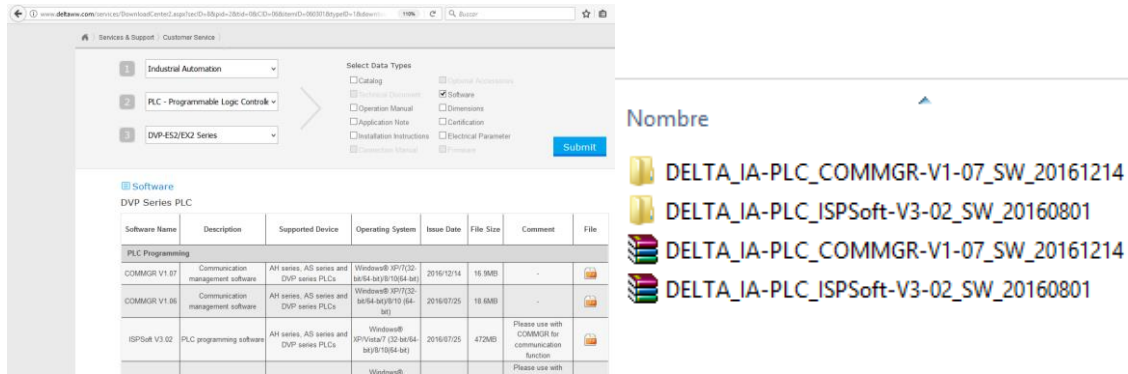 www.deltaww.com/services/DownloadCenter2.aspx?secID=8&pid=2&tid=0&CID=06&itemID=060301&typeID=1&downlo
110%
Buscar
Services & Support | Customer Service |
1 Industrial Automation
2 PLC - Programmable Logic Controlle
3 DVP-ES2/EX2 Series
Select Data Types
Catalog Optional Accessories
Technical Document Software
Operation Manual Dimensions
Application Note Certification
Installation Instructions Electrical Parameter
Connection Manual Firmware
Submit
Software
DVP Series PLC
Software Name Description Supported Device Operating System Issue Date File Size Comment File
PLC Programming
COMMGR V1.07 Communication management software AH series, AS series and DVP series PLCs Windows® XP/7(32-bit/64-bit)/8/10(64-bit) 2016/12/14 16.9MB -
COMMGR V1.06 Communication management software AH series, AS series and DVP series PLCs Windows® XP/7(32-bit/64-bit)/8/10 (64-bit) 2016/07/25 18.6MB -
ISPSoft V3.02 PLC programming software AH series, AS series and DVP series PLCs Windows® XP/Vista/7 (32-bit/64-bit)/8/10(64-bit) 2016/07/25 472MB Please use with COMMGR for communication function
Windows® Please use with
Nombre
DELTA_IA-PLC_COMMGR-V1-07_SW_20161214
DELTA_IA-PLC_ISPSoft-V3-02_SW_20160801
DELTA_IA-PLC_COMMGR-V1-07_SW_20161214
DELTA_IA-PLC_ISPSoft-V3-02_SW_20160801